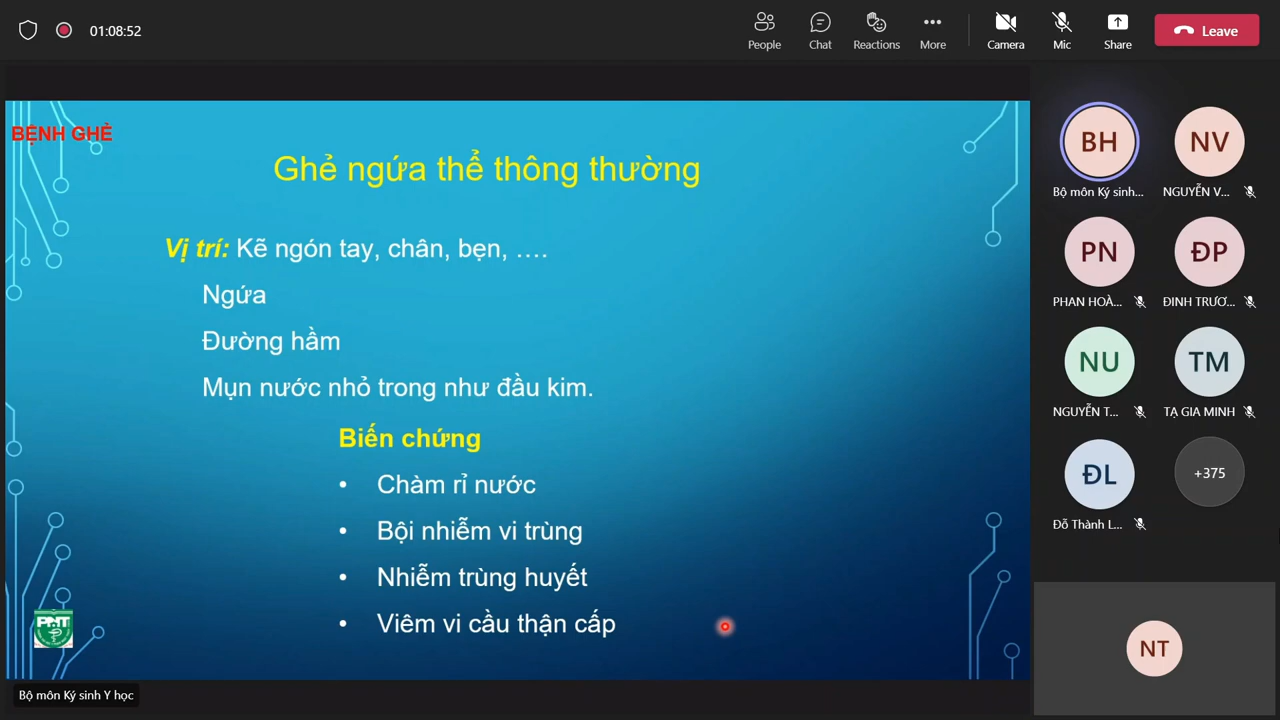 01:08:52
People
Chat
Reactions
More
Camera
Mic
Share
Leave
BỆNH GHẺ
Ghẻ ngứa thể thông thường
Vị trí: Kẽ ngón tay, chân, bẹn, ….
Ngứa
Đường hầm
Mụn nước nhỏ trong như đầu kim.
Biến chứng
• Chàm rỉ nước
• Bội nhiễm vi trùng
• Nhiễm trùng huyết
• Viêm vi cầu thận cấp
PNT
Bộ môn Ký sinh Y học
BH
NV
Bộ môn Ký sinh...
NGUYỄN V...
PN
ĐP
PHAN HOÀ...
ĐINH TRƯƠ...
NU
TM
NGUYỄN T...
TẠ GIA MINH
ĐL
+375
Đỗ Thành L...
NT